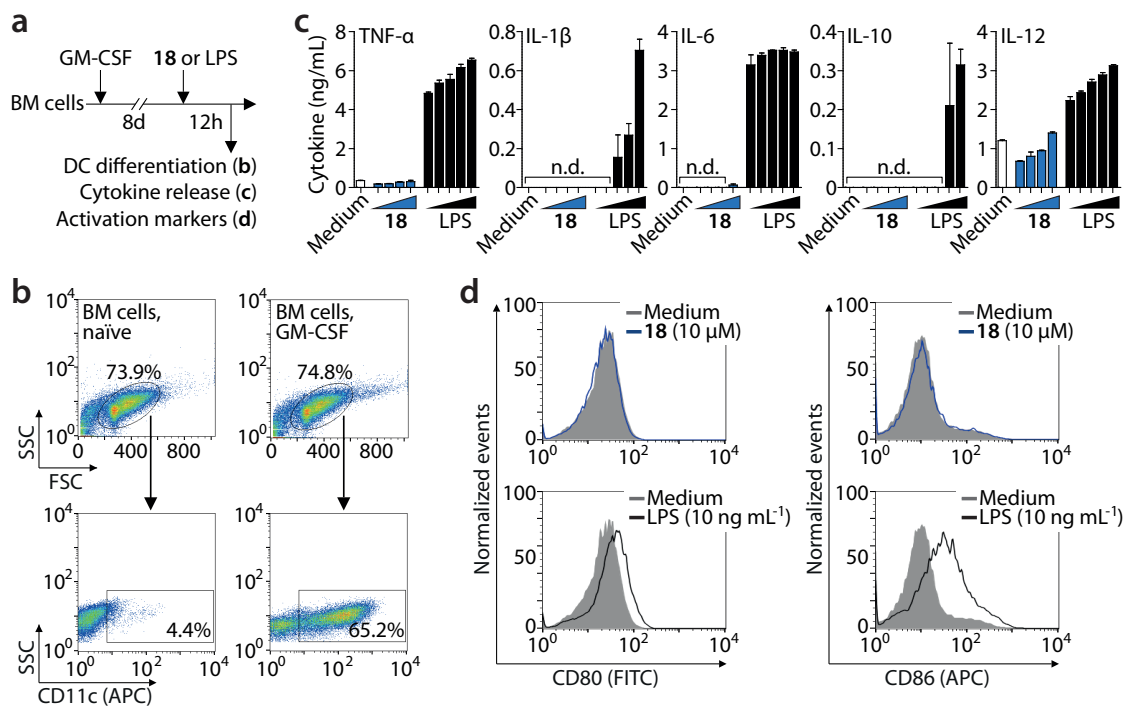 a
GM-CSF
18 or LPS
BM cells
8d
12h
DC differentiation (b)
Cytokine release (c)
Activation markers (d)
c
Cytokine (ng/mL)
TNF-α
8
6
4
2
0
Medium
18
LPS
IL-1β
0.8
0.6
0.4
0.2
0
n.d.
Medium
18
LPS
IL-6
4
3
2
1
0
n.d.
Medium
18
LPS
IL-10
0.4
0.3
0.2
0.1
0
n.d.
Medium
18
LPS
IL-12
4
3
2
1
0
Medium
18
LPS
b
BM cells,
naïve
73.9%
10⁴
10²
10⁰
0 400 800
SSC
FSC
BM cells,
GM-CSF
74.8%
10⁴
10²
10⁰
0 400 800
10⁴
10²
10⁰
4.4%
10⁰ 10² 10⁴
SSC
CD11c (APC)
10⁴
10²
10⁰
65.2%
10⁰ 10² 10⁴
d
Normalized events
100
50
0
Medium
18 (10 µM)
10⁰ 10² 10⁴
100
50
0
Medium
LPS (10 ng mL⁻¹)
10⁰ 10² 10⁴
CD80 (FITC)
Normalized events
100
50
0
Medium
18 (10 µM)
10⁰ 10² 10⁴
100
50
0
Medium
LPS (10 ng mL⁻¹)
10⁰ 10² 10⁴
CD86 (APC)